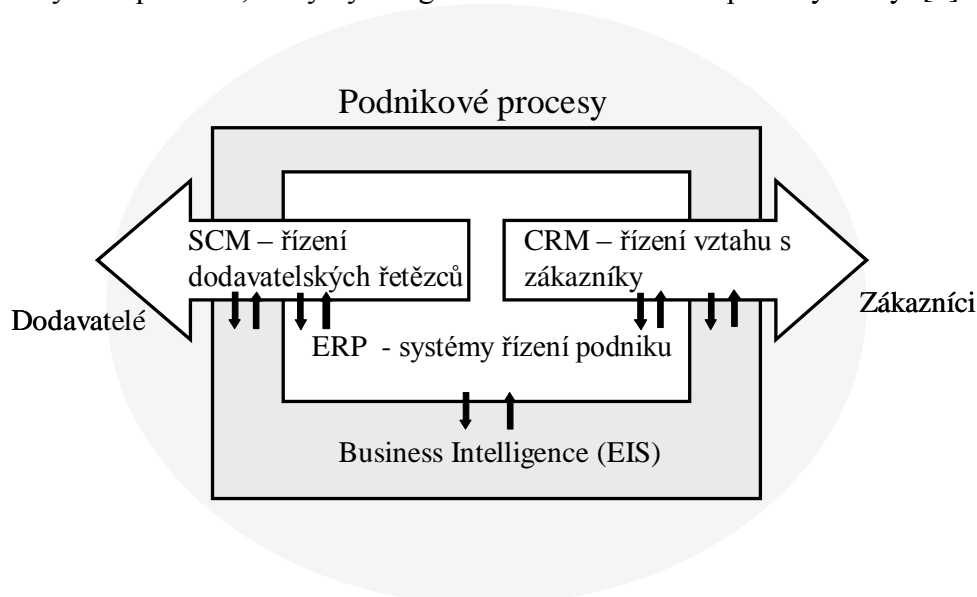 Podnikové procesy
SCM – řízení
dodavatelských řetězců
CRM – řízení vztahu s
zákazníky
Dodavatelé
Zákazníci
ERP - systémy řízení podniku
Business Intelligence (EIS)